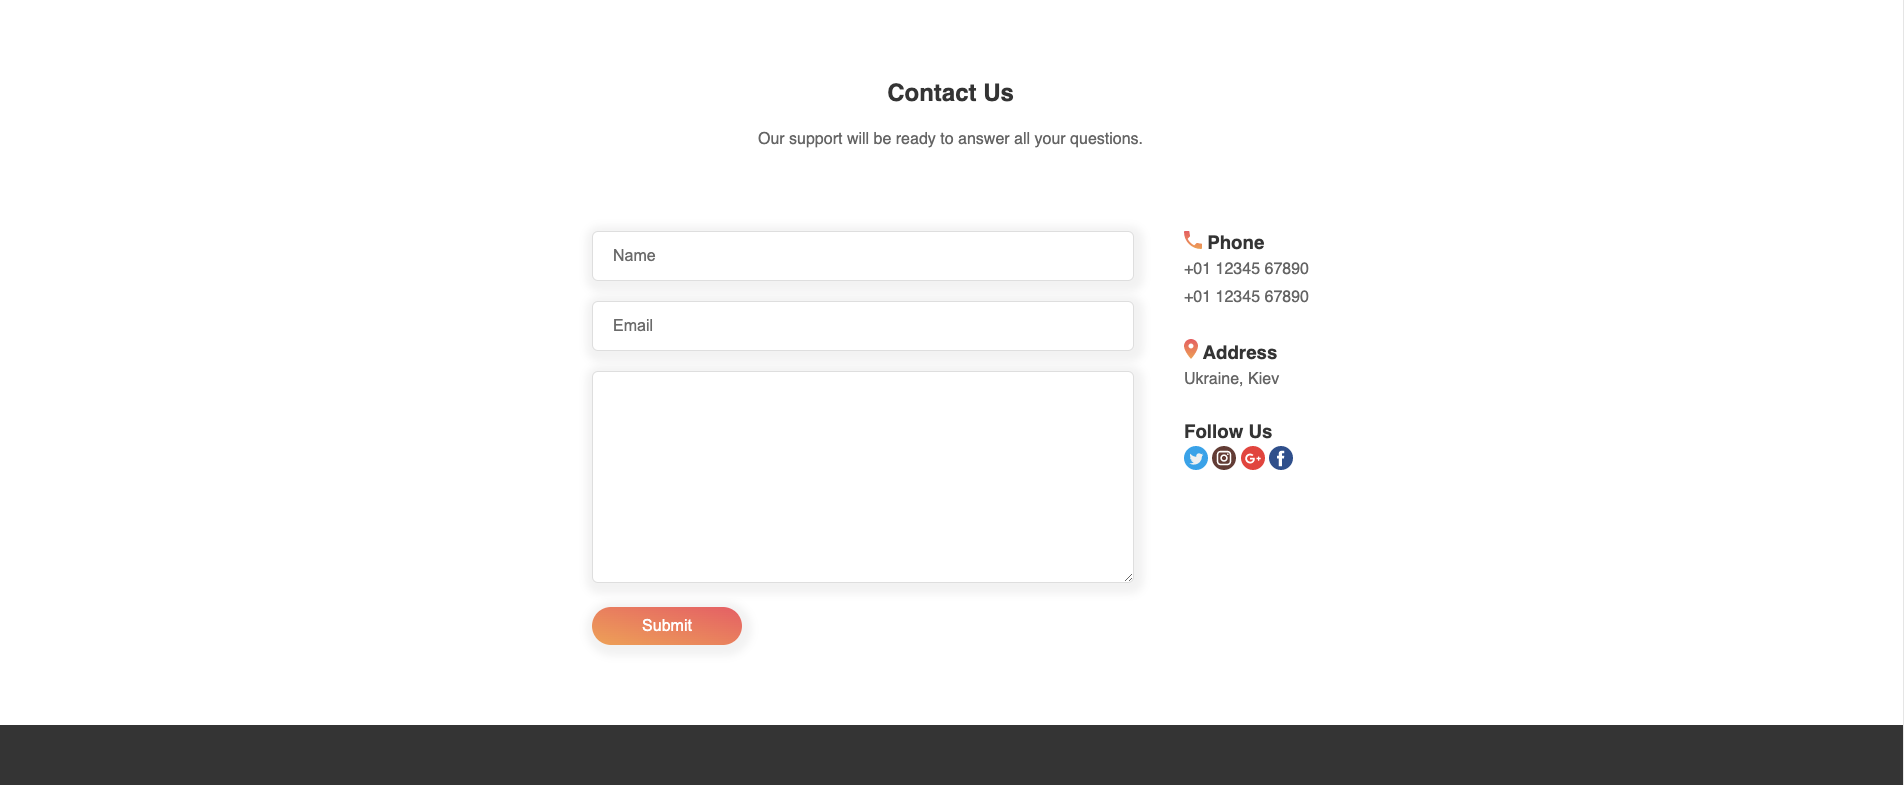 Contact Us
Our support will be ready to answer all your questions.
Name
Email
Submit
Phone
+01 12345 67890
+01 12345 67890
Address
Ukraine, Kiev
Follow Us